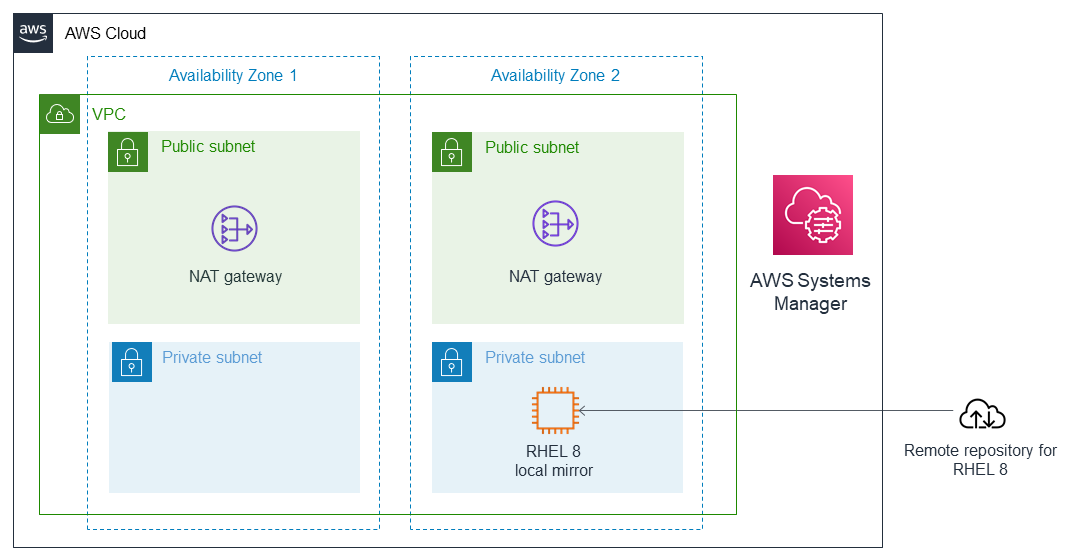 aws
AWS Cloud
Availability Zone 1
Availability Zone 2
VPC
Public subnet
Public subnet
NAT gateway
NAT gateway
AWS Systems
Manager
Private subnet
Private subnet
RHEL 8
local mirror
Remote repository for
RHEL 8